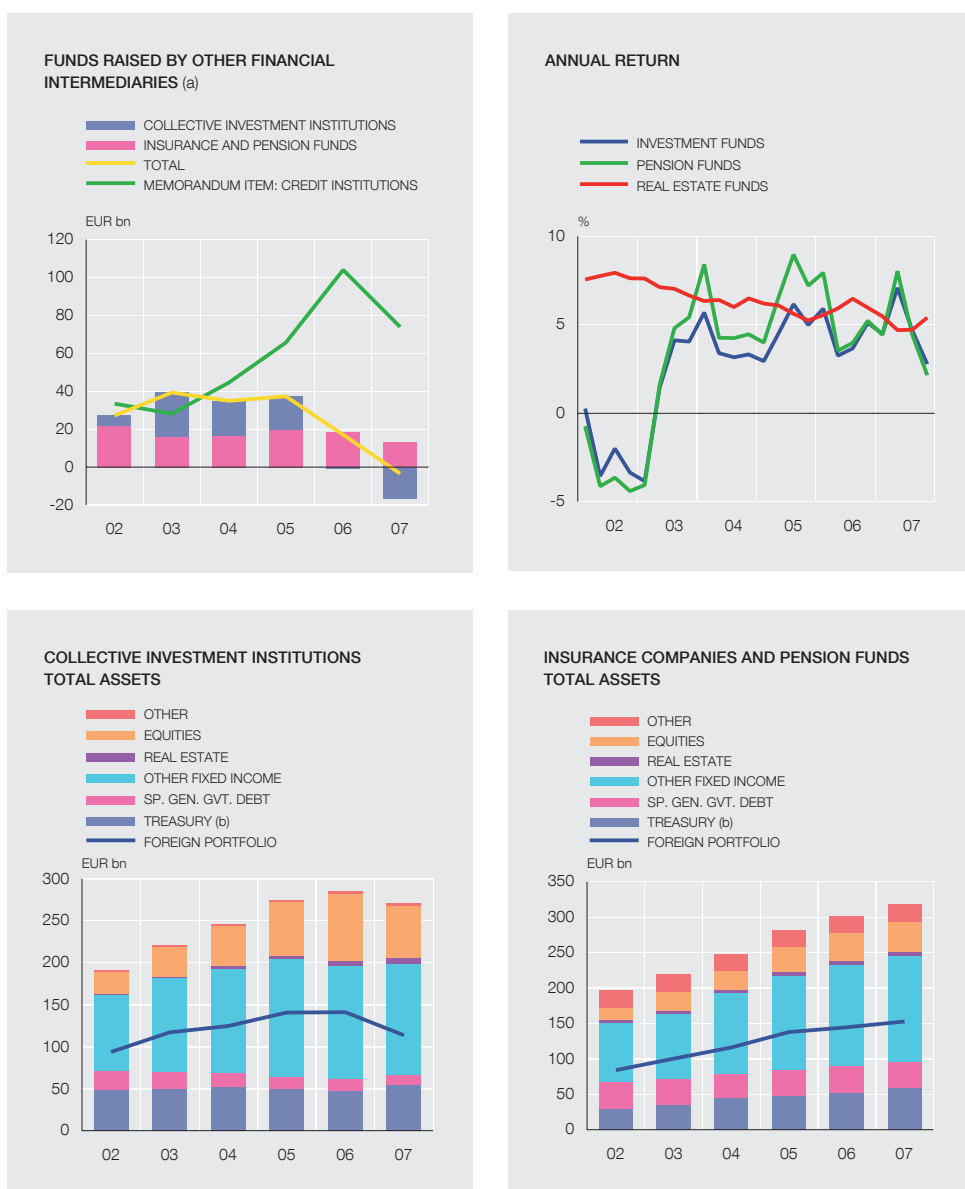 FUNDS RAISED BY OTHER FINANCIAL
INTERMEDIARIES (a)
COLLECTIVE INVESTMENT INSTITUTIONS
INSURANCE AND PENSION FUNDS
TOTAL
MEMORANDUM ITEM: CREDIT INSTITUTIONS
EUR bn
120
100
80
60
40
20
0
-20
02 03 04 05 06 07
ANNUAL RETURN
INVESTMENT FUNDS
PENSION FUNDS
REAL ESTATE FUNDS
%
10
5
0
-5
02 03 04 05 06 07
COLLECTIVE INVESTMENT INSTITUTIONS
TOTAL ASSETS
OTHER
EQUITIES
REAL ESTATE
OTHER FIXED INCOME
SP. GEN. GVT. DEBT
TREASURY (b)
FOREIGN PORTFOLIO
EUR bn
300
250
200
150
100
50
0
02 03 04 05 06 07
INSURANCE COMPANIES AND PENSION FUNDS
TOTAL ASSETS
OTHER
EQUITIES
REAL ESTATE
OTHER FIXED INCOME
SP. GEN. GVT. DEBT
TREASURY (b)
FOREIGN PORTFOLIO
EUR bn
350
300
250
200
150
100
50
0
02 03 04 05 06 07